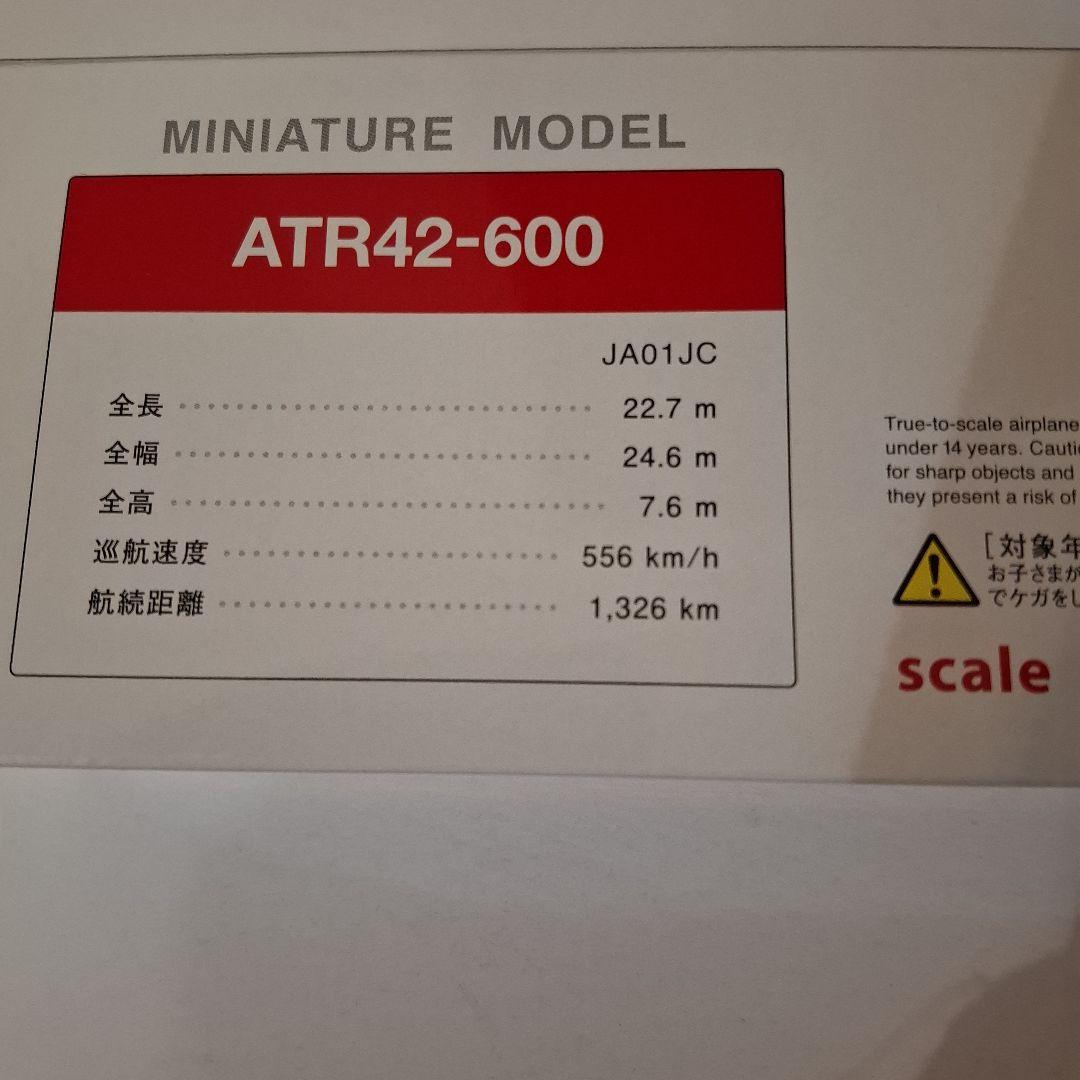 MINIATURE MODEL
ATR42-600
JA01JC
全長 22.7 m
全幅 24.6 m
全高 7.6 m
巡航速度 556 km/h
航続距離 1,326 km
True-to-scale airplane
under 14 years.
for sharp objects and
they present a risk of
[対象年
お子さまが
でケガをし
scale